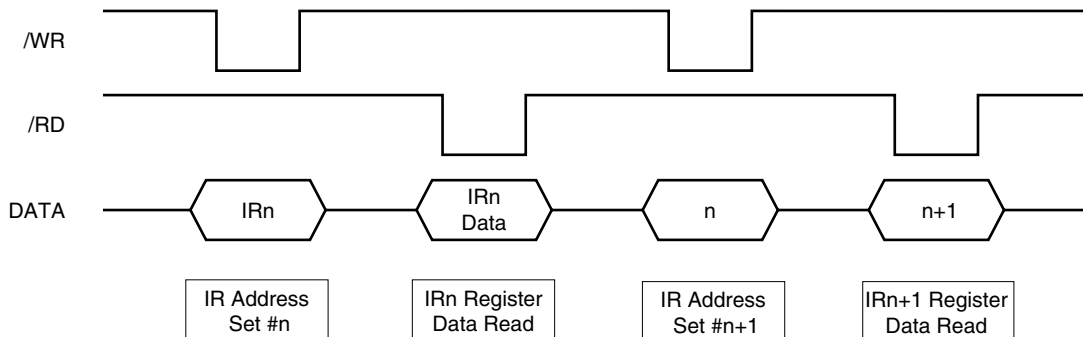 /WR
/RD
DATA
IRn
IRn
Data
n
n+1
IR Address
Set #n
IRn Register
Data Read
IR Address
Set #n+1
IRn+1 Register
Data Read